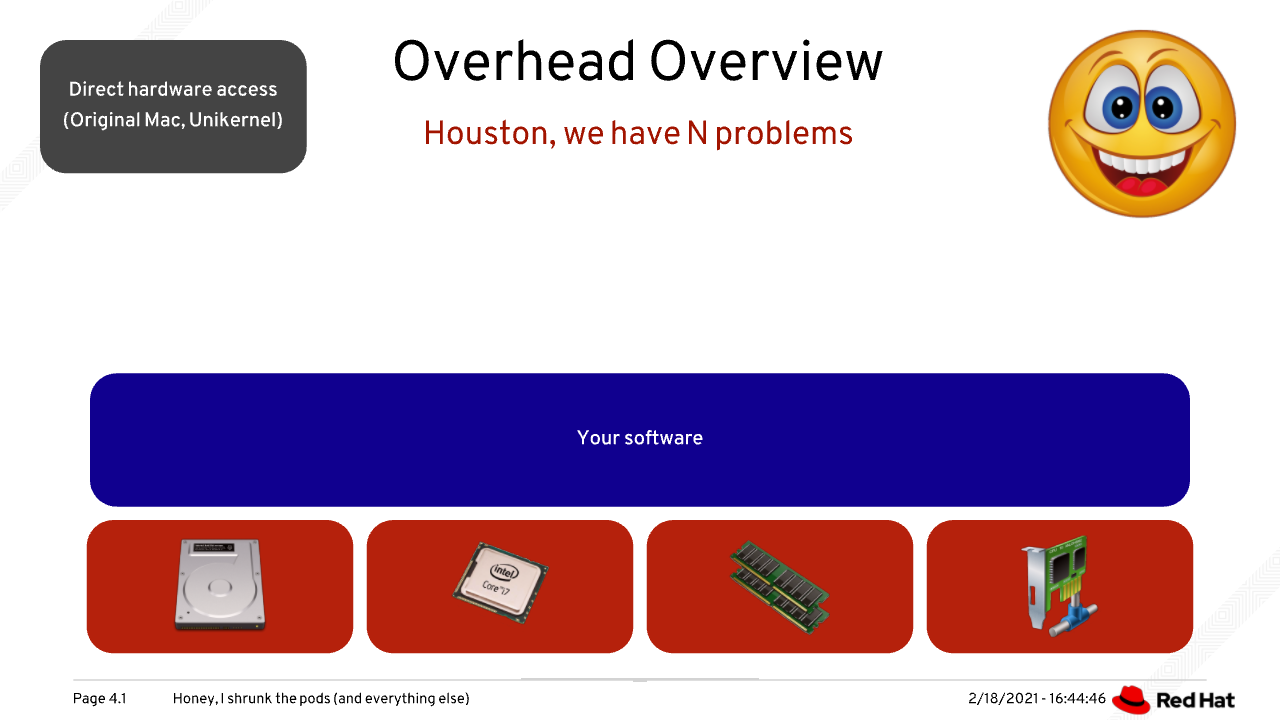 Direct hardware access
(Original Mac, Unikernel)
Overhead Overview
Houston, we have N problems
Your software
intel
Core i7
Page 4.1
Honey, I shrunk the pods (and everything else)
2/18/2021 - 16:44:46
Red Hat